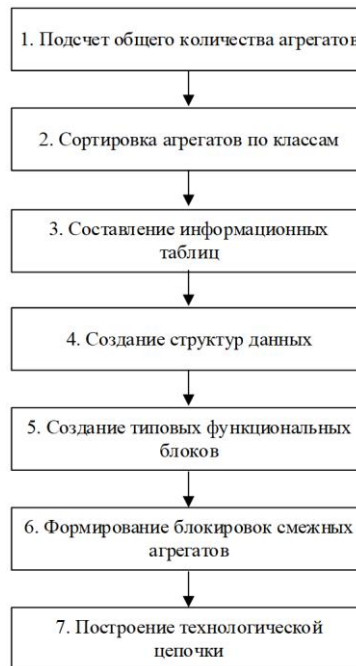 1. Подсчет общего количества агрегатов
2. Сортировка агрегатов по классам
3. Составление информационных
таблиц
4. Создание структур данных
5. Создание типовых функциональных
блоков
6. Формирование блокировок смежных
агрегатов
7. Построение технологической
цепочки